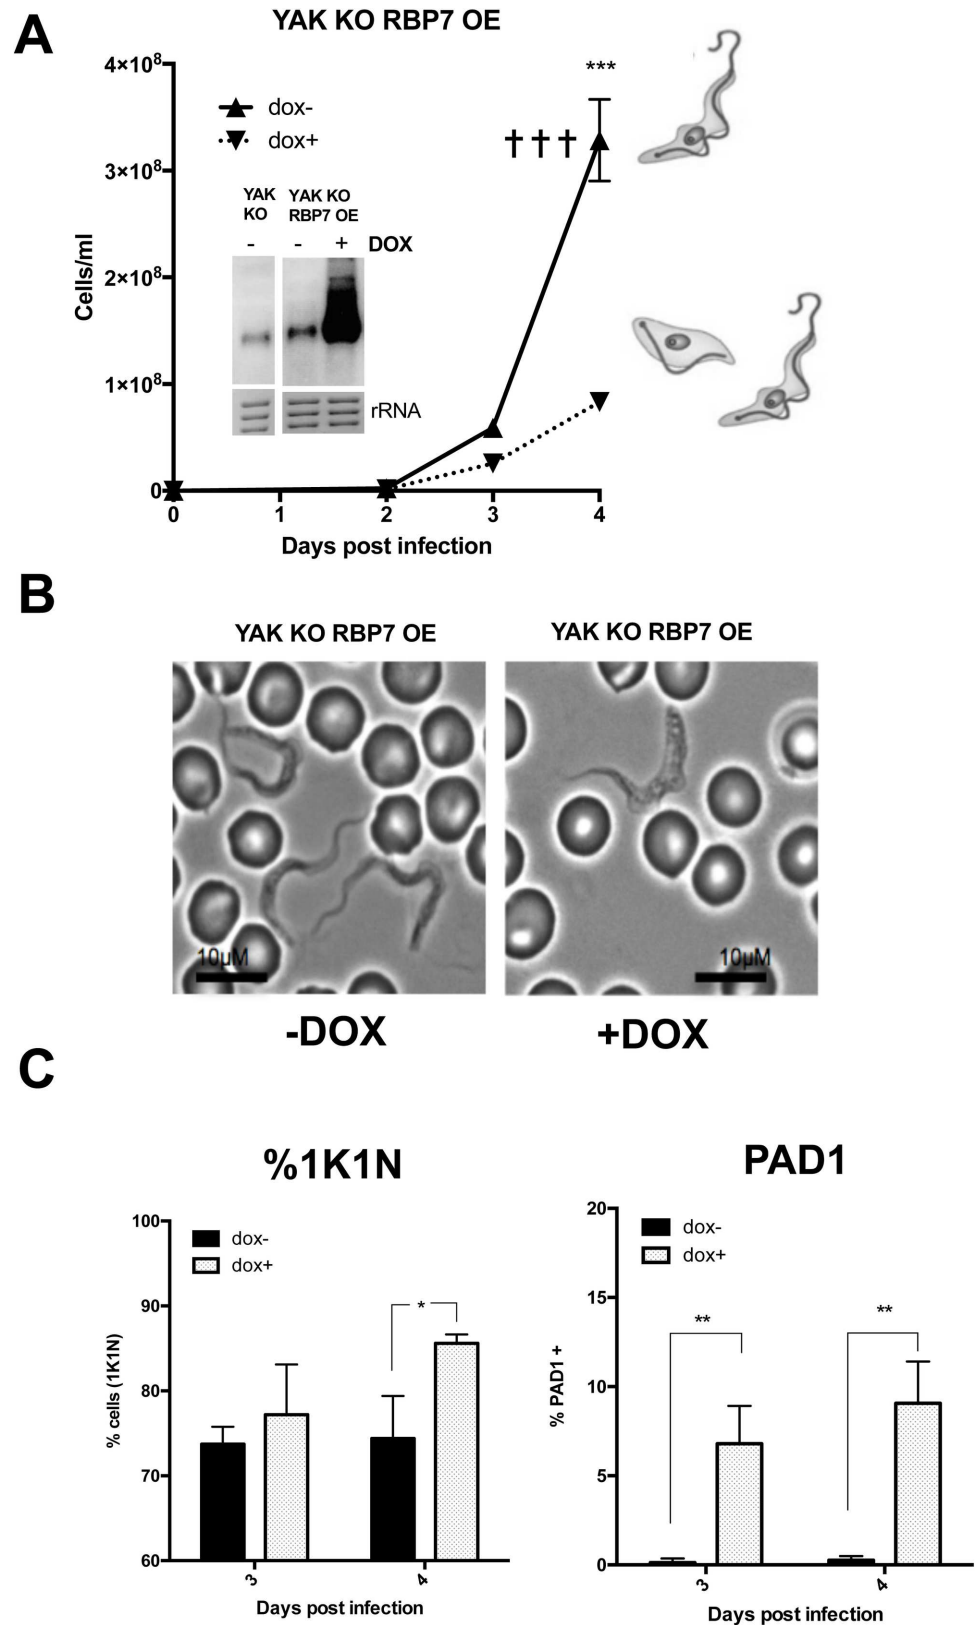 A
YAK KO RBP7 OE
4×10⁸
3×10⁸
2×10⁸
1×10⁸
0
Cells/ml
dox-
dox+
***
†††
YAK KO
YAK KO RBP7 OE
- - + DOX
rRNA
0 1 2 3 4
Days post infection
B
YAK KO RBP7 OE
YAK KO RBP7 OE
10µM
10µM
-DOX
+DOX
C
%1K1N
100
90
80
70
60
% cells (1K1N)
dox-
dox+
*
3 4
Days post infection
PAD1
20
15
10
5
0
% PAD1 +
dox-
dox+
**
**
3 4
Days post infection